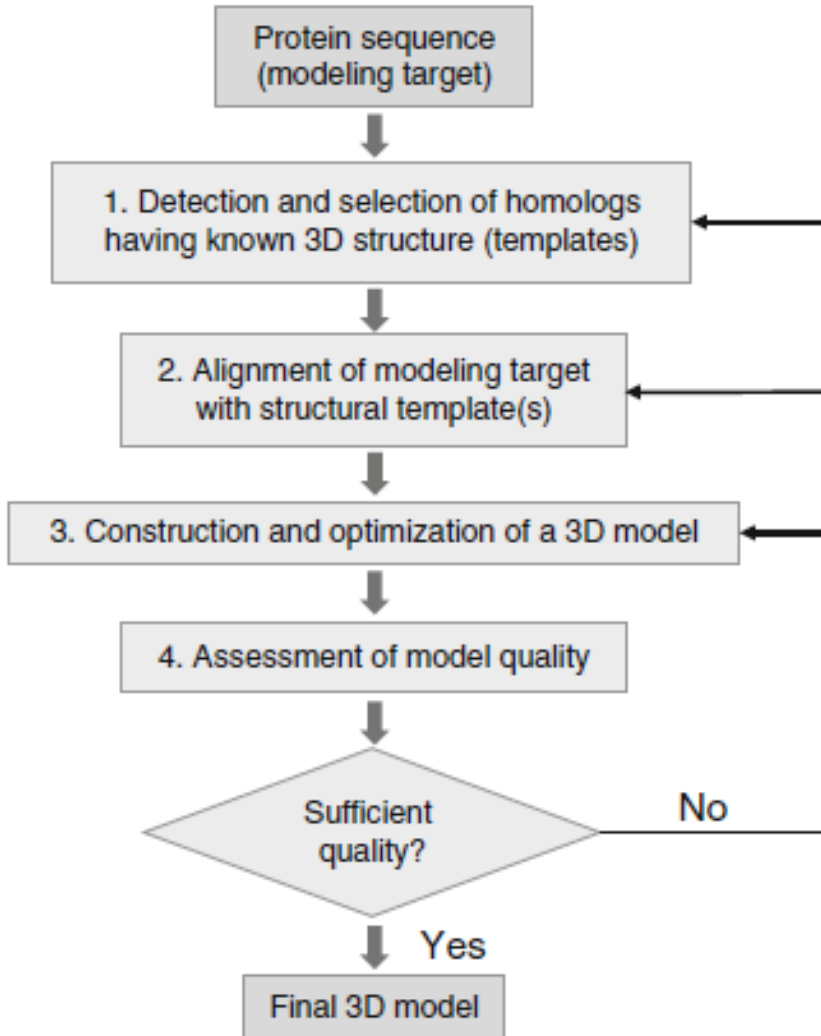 Protein sequence
(modeling target)
1. Detection and selection of homologs
having known 3D structure (templates)
2. Alignment of modeling target
with structural template(s)
3. Construction and optimization of a 3D model
4. Assessment of model quality
Sufficient
quality?
No
Yes
Final 3D model